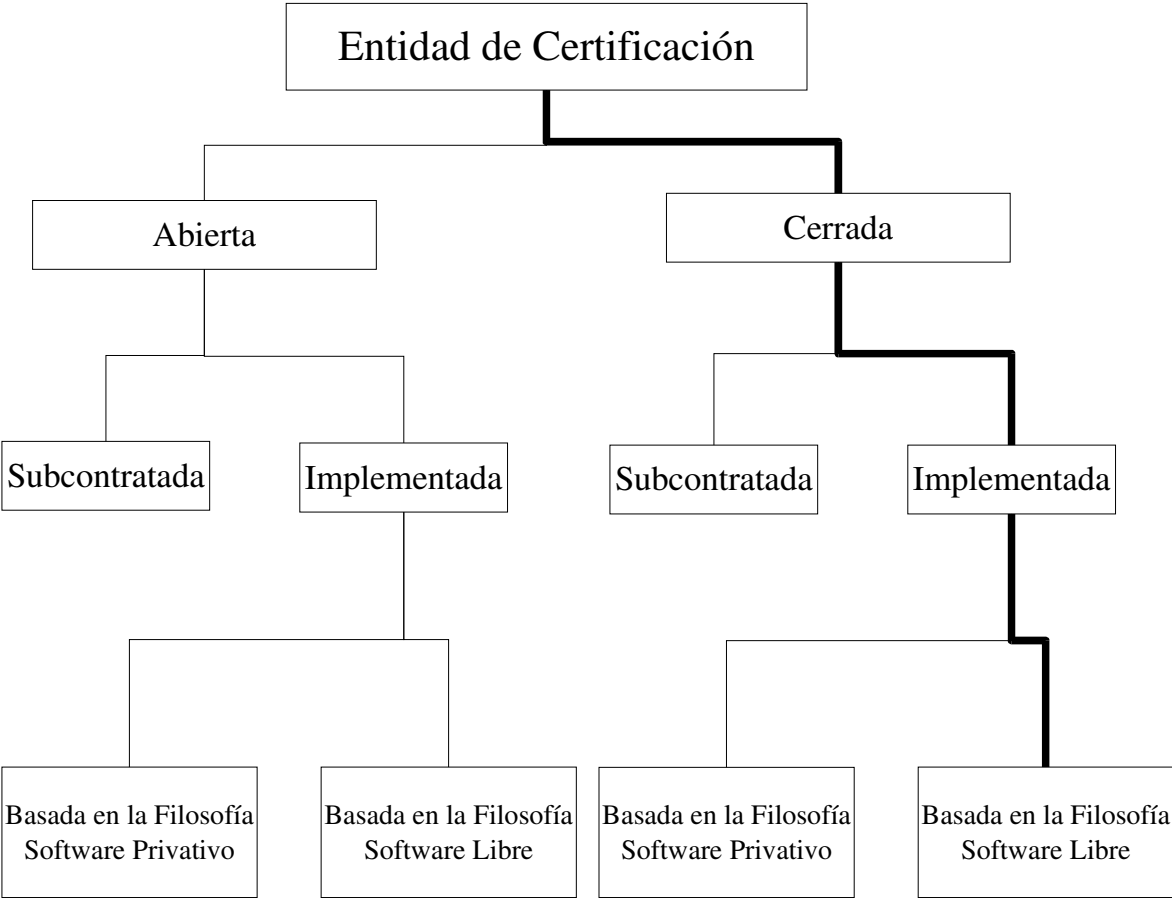 Entidad de Certificación
Abierta
Cerrada
Subcontratada
Implementada
Subcontratada
Implementada
Basada en la Filosofía
Software Privativo
Basada en la Filosofía
Software Libre
Basada en la Filosofía
Software Privativo
Basada en la Filosofía
Software Libre